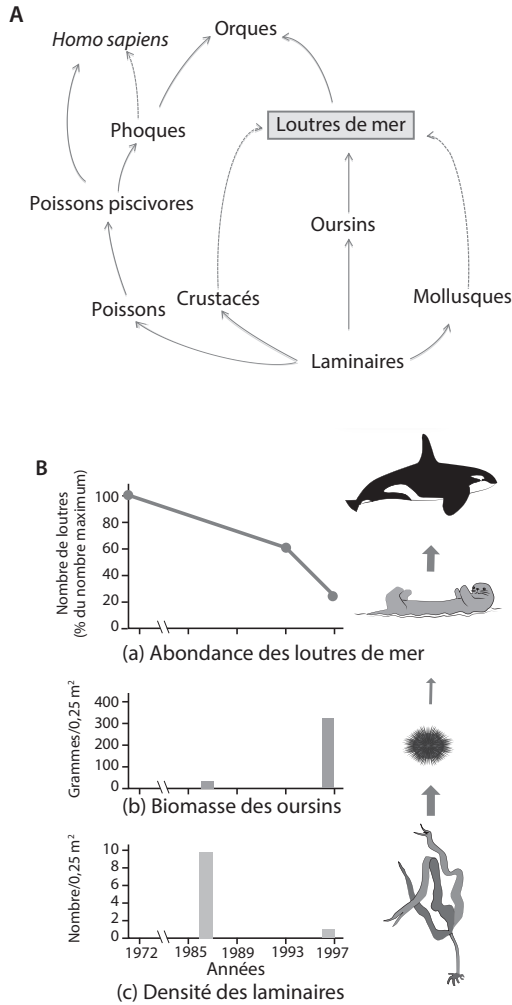 A
Homo sapiens
Orques
Phoques
Loutres de mer
Poissons piscivores
Oursins
Poissons
Crustacés
Mollusques
Laminaires
B
Nombre de loutres
(% du nombre maximum)
100
80
60
40
20
0
(a) Abondance des loutres de mer
Grammes/0,25 m²
400
300
200
100
0
(b) Biomasse des oursins
Nombre/0,25 m²
10
8
6
4
2
0
1972 1985 1989 1993 1997
Années
(c) Densité des laminaires